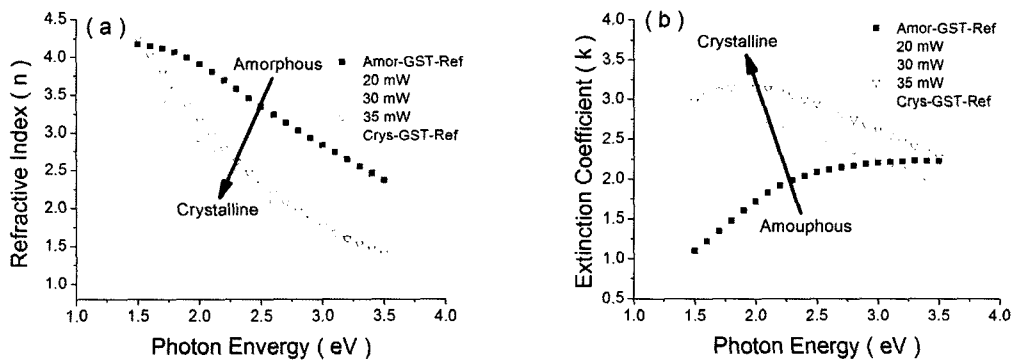 ( a )
4.5
4.0
3.5
3.0
2.5
2.0
1.5
1.0
Refractive Index ( n )
Amorphous
Crystalline
Amor-GST-Ref
20 mW
30 mW
35 mW
Crys-GST-Ref
1.0 1.5 2.0 2.5 3.0 3.5 4.0
Photon Envergy ( eV )
( b )
4.0
3.5
3.0
2.5
2.0
1.5
1.0
0.5
Extinction Coefficient ( k )
Crystalline
Amouphous
Amor-GST-Ref
20 mW
30 mW
35 mW
Crys-GST-Ref
1.0 1.5 2.0 2.5 3.0 3.5 4.0
Photon Energy ( eV )